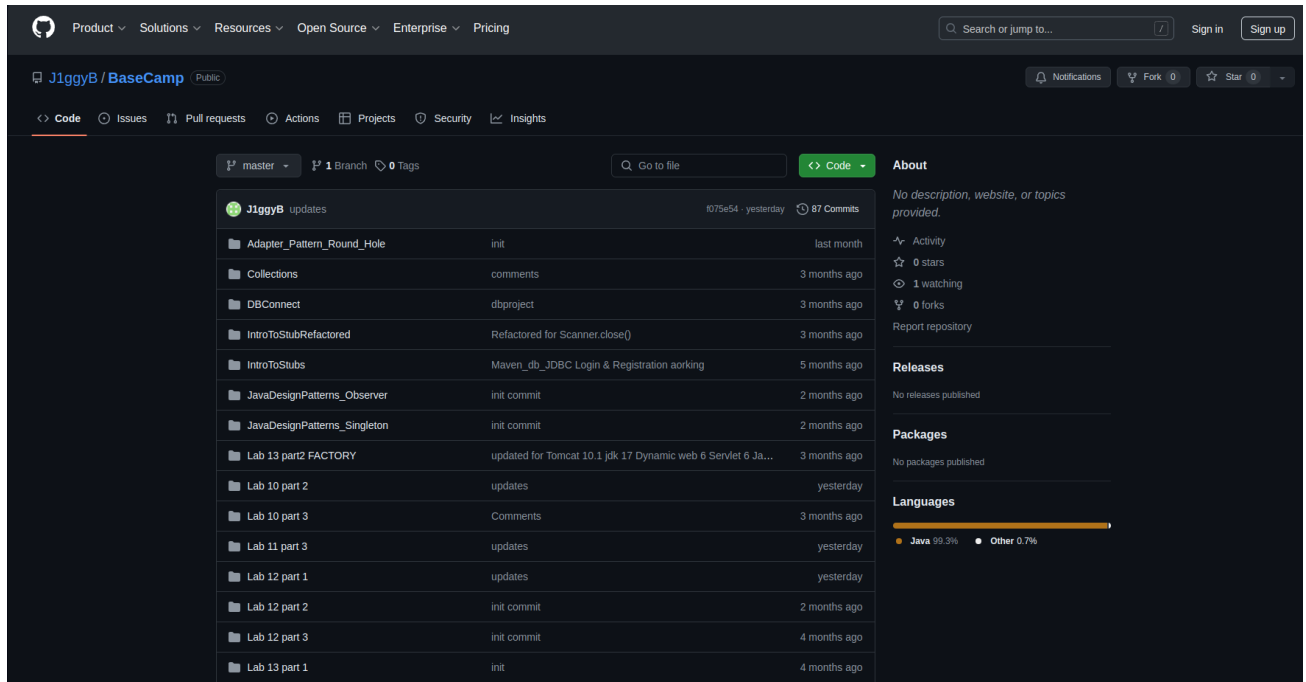 Product Solutions Resources Open Source Enterprise Pricing Search or jump to... / Sign in Sign up
J1ggyB / BaseCamp Public Notifications Fork 0 Star 0
Code Issues Pull requests Actions Projects Security Insights
master 1 Branch 0 Tags Go to file Code
J1ggyB updates f075e54 · yesterday 87 Commits
Adapter_Pattern_Round_Hole init last month
Collections comments 3 months ago
DBConnect dbproject 3 months ago
IntroToStubRefactored Refactored for Scanner.close() 3 months ago
IntroToStubs Maven_db_JDBC Login & Registration aorking 5 months ago
JavaDesignPatterns_Observer init commit 2 months ago
JavaDesignPatterns_Singleton init commit 2 months ago
Lab 13 part2 FACTORY updated for Tomcat 10.1 jdk 17 Dynamic web 6 Servlet 6 Ja... 3 months ago
Lab 10 part 2 updates yesterday
Lab 10 part 3 Comments 3 months ago
Lab 11 part 3 updates yesterday
Lab 12 part 1 updates yesterday
Lab 12 part 2 init commit 2 months ago
Lab 12 part 3 init commit 4 months ago
Lab 13 part 1 init 4 months ago
About
No description, website, or topics
provided.
Activity
0 stars
1 watching
0 forks
Report repository
Releases
No releases published
Packages
No packages published
Languages
Java 99.3% Other 0.7%